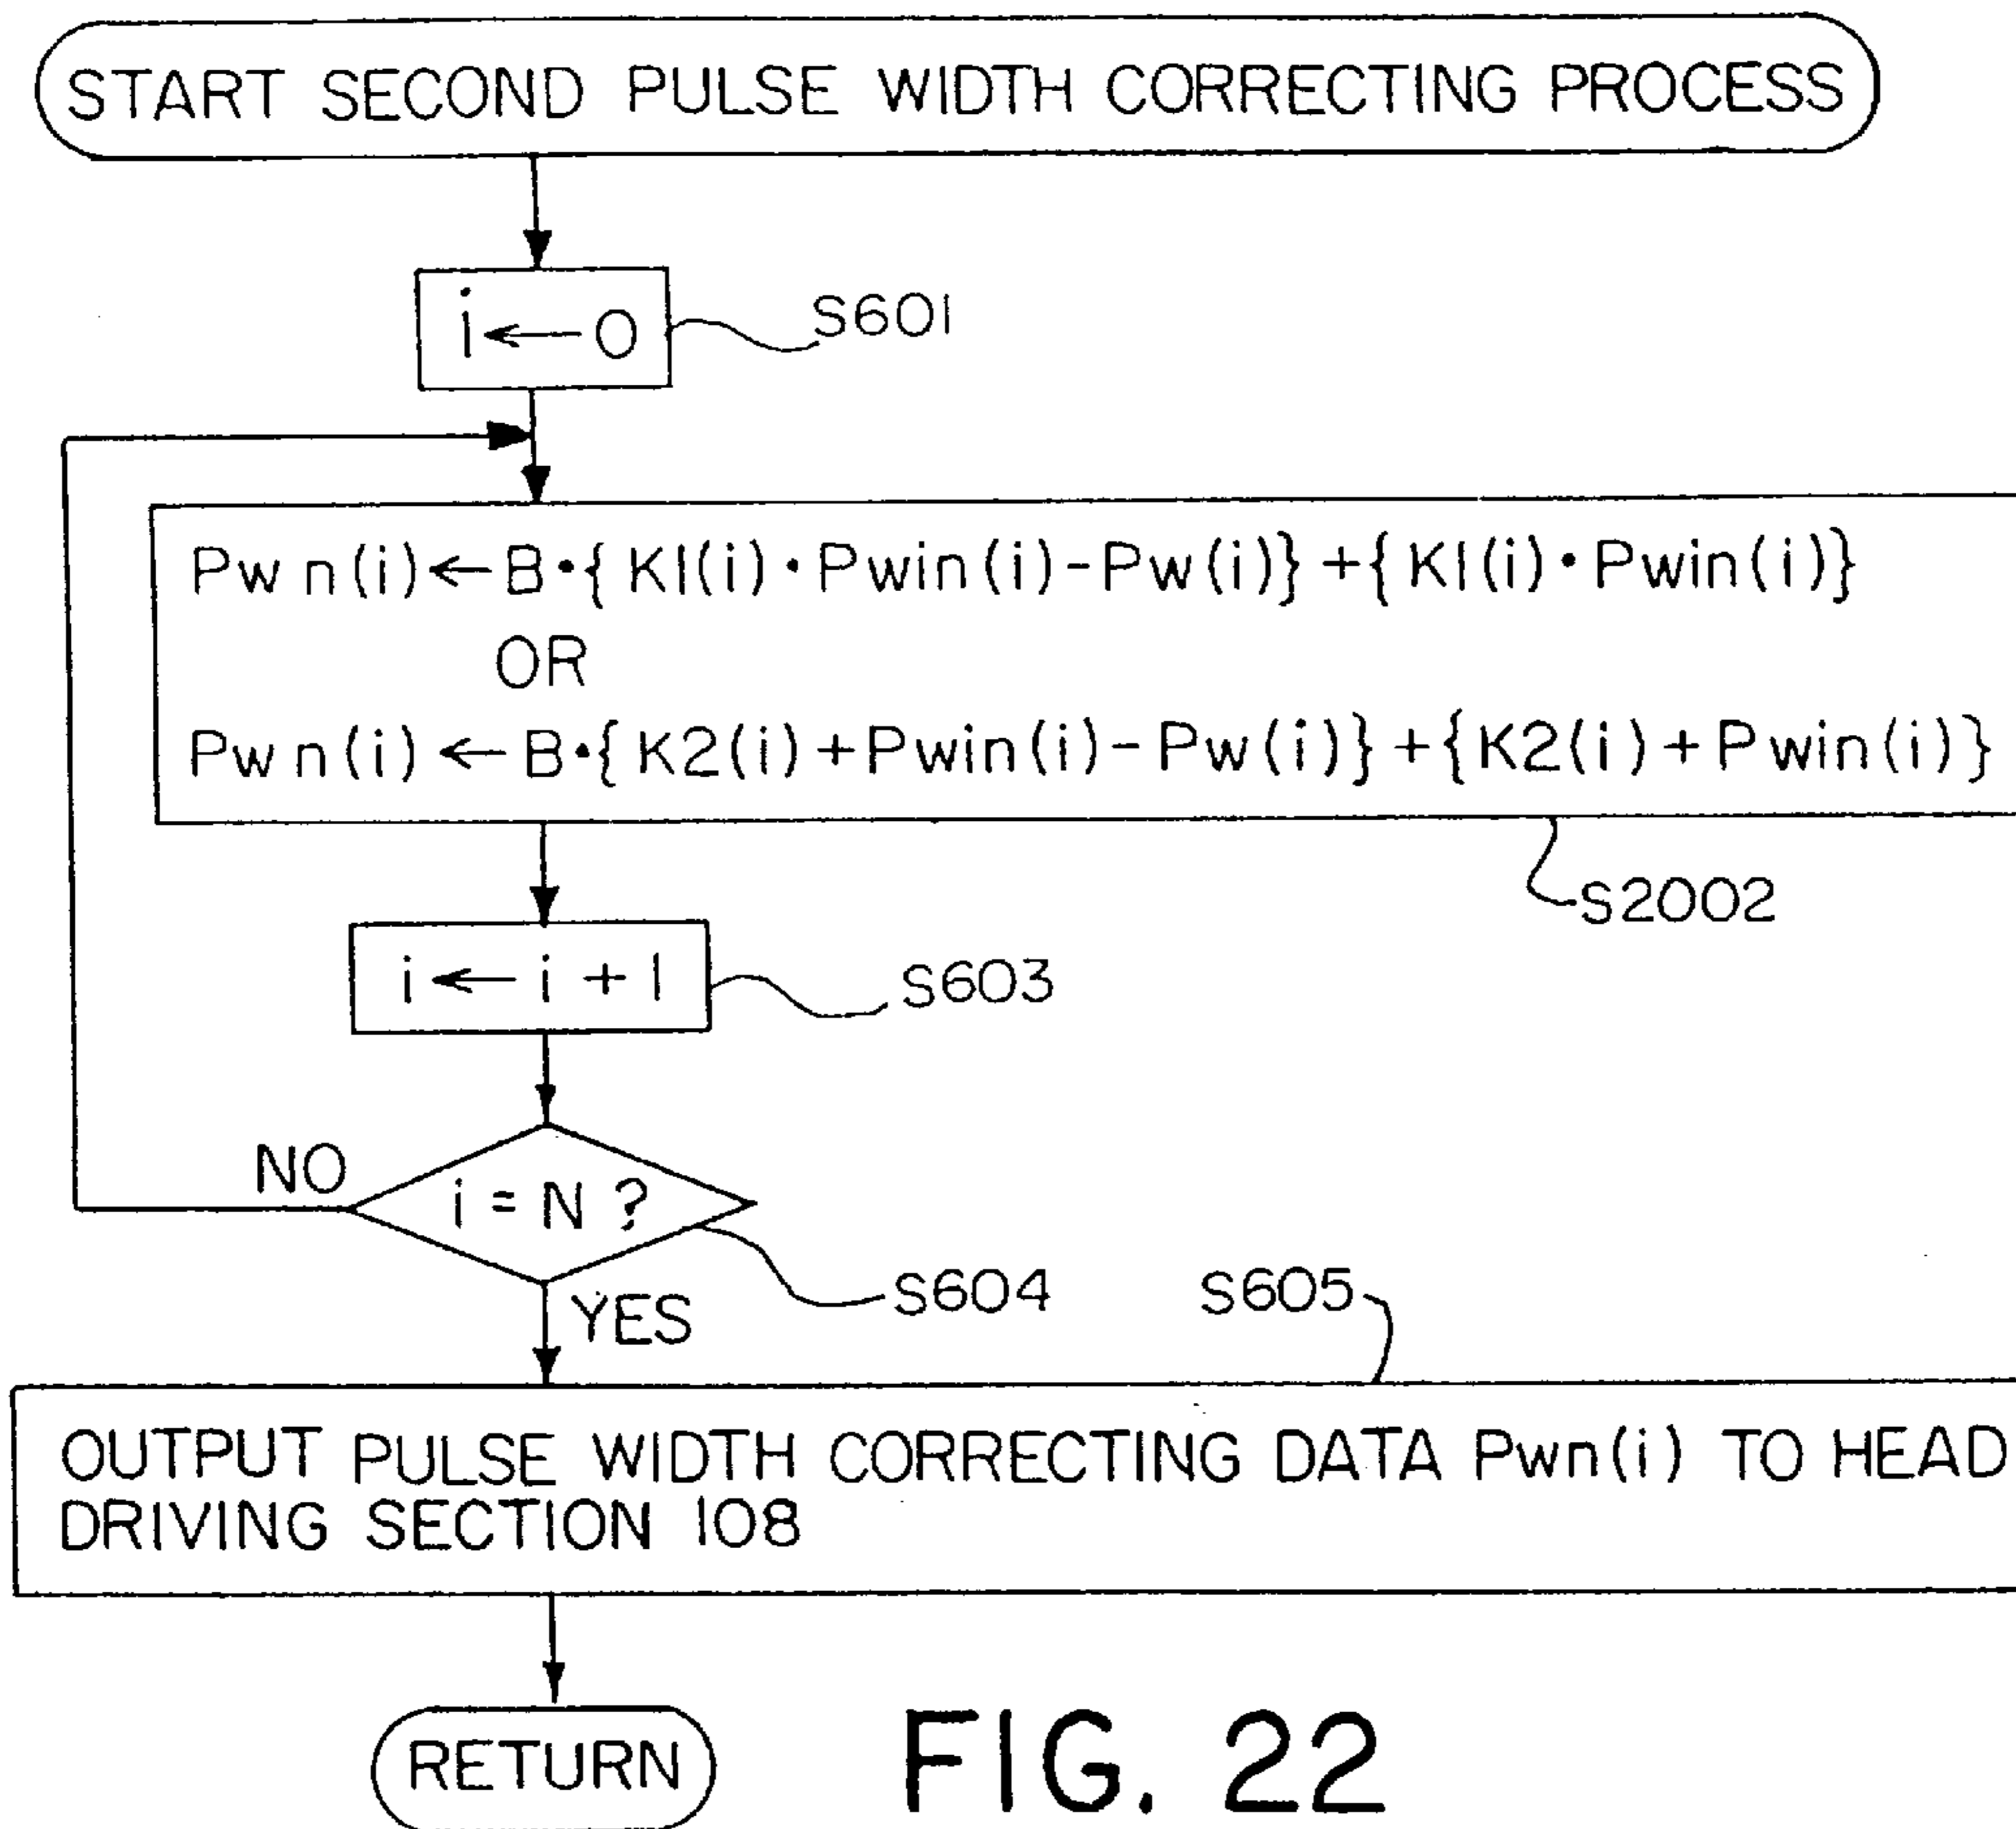 START SECOND PULSE WIDTH CORRECTING PROCESS
i ← 0
S601
Pwn(i) ← B·{K1(i)·Pwin(i)-Pw(i)}+{K1(i)·Pwin(i)}
OR
Pwn(i) ← B·{K2(i)+Pwin(i)-Pw(i)}+{K2(i)+Pwin(i)}
S2002
i ← i + 1
S603
NO
i = N ?
S604
YES
S605
OUTPUT PULSE WIDTH CORRECTING DATA Pwn(i) TO HEAD
DRIVING SECTION 108
RETURN
FIG. 22